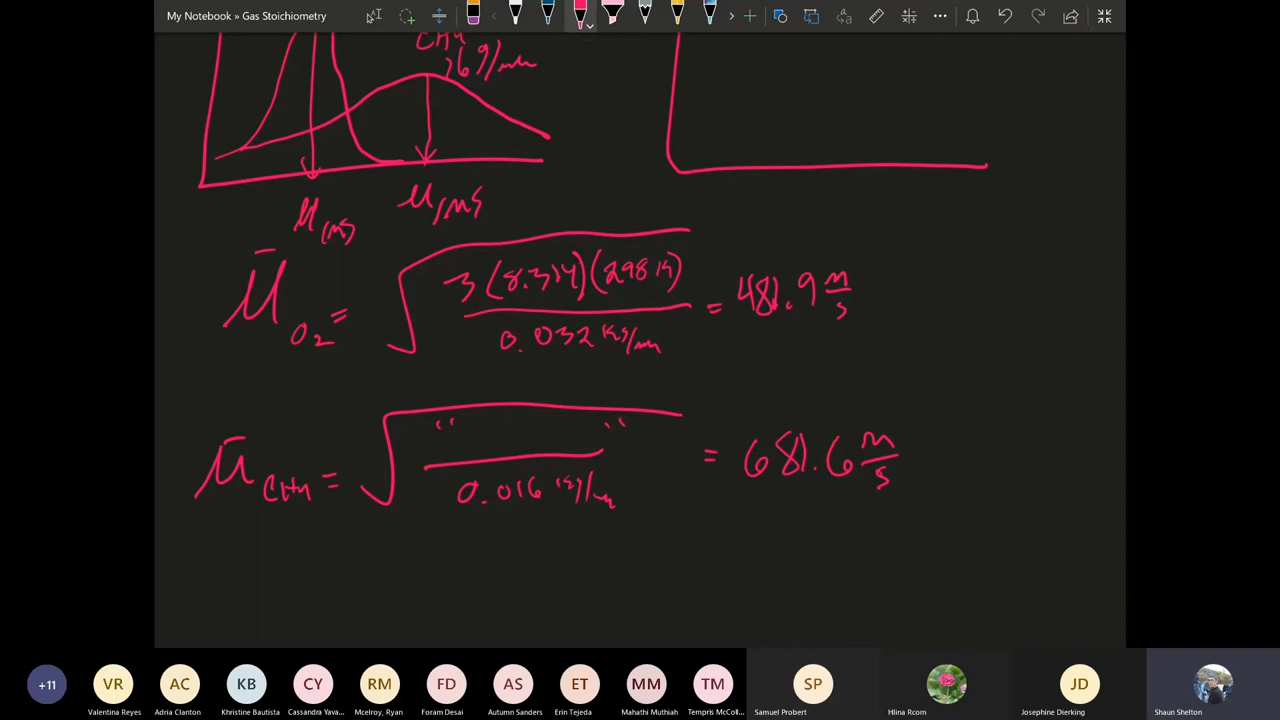 My Notebook » Gas Stoichiometry
CH4
16 g/mol
μrms
μrms
μ̄O2 = √(3(8.314)(298 K) / 0.032 kg/mol) = 481.9 m/s
μ̄CH4 = √(" " / 0.016 kg/mol) = 681.6 m/s
+11
VR
AC
KB
CY
RM
FD
AS
ET
MM
TM
SP
JD
Valentina Reyes
Adria Clanton
Khristine Bautista
Cassandra Yava...
Mcelroy, Ryan
Foram Desai
Autumn Sanders
Erin Tejeda
Mahathi Muthiah
Tempris McColl...
Samuel Probert
Hlina Rcom
Josephine Dierking
Shaun Shelton